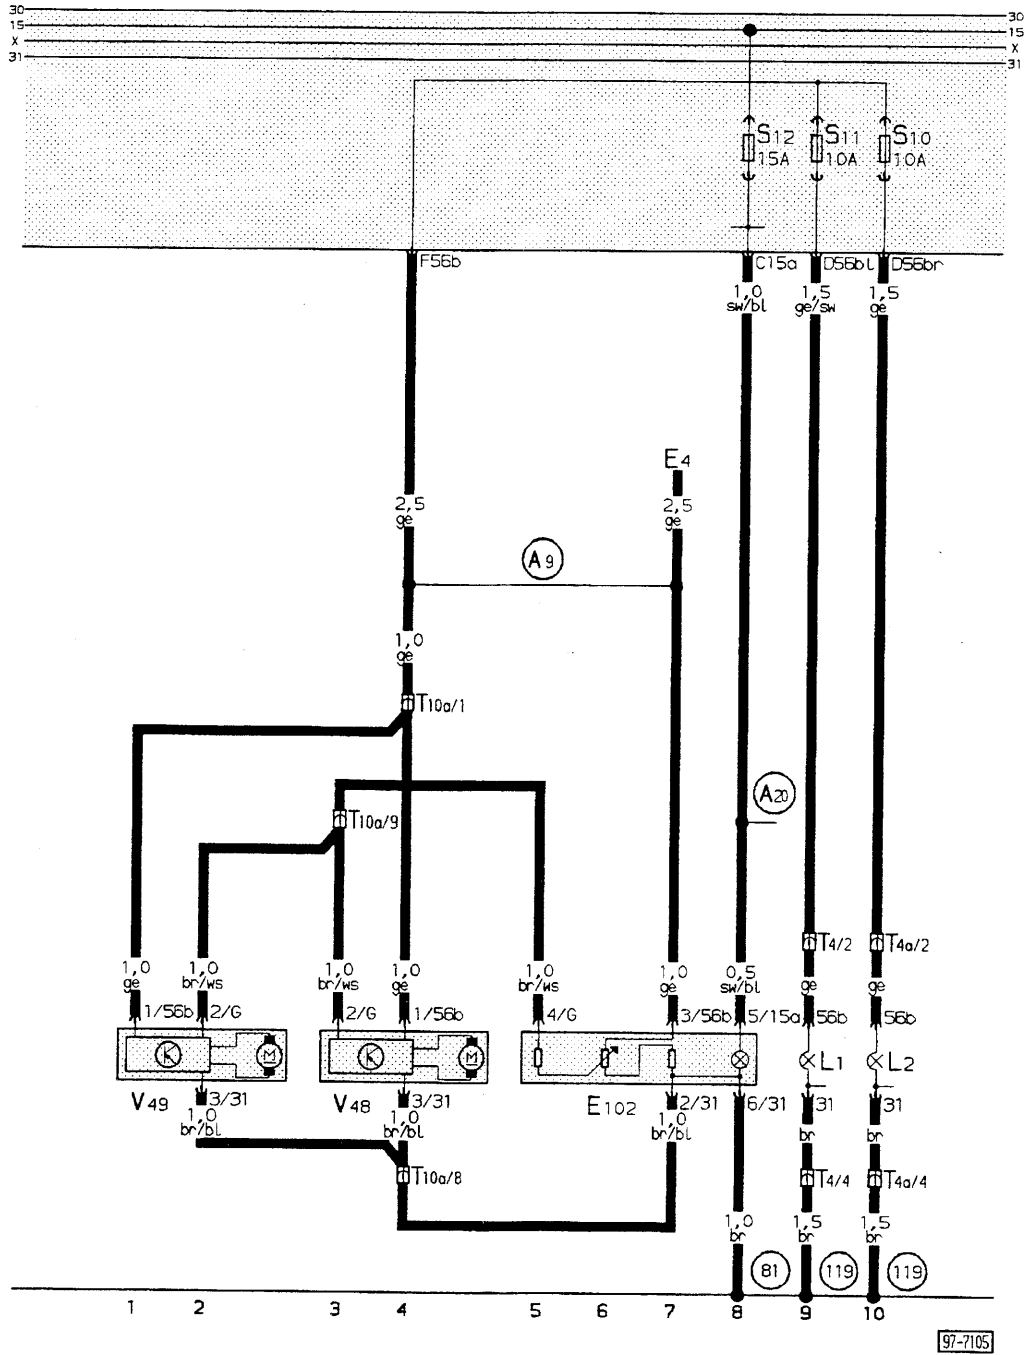 30 30
15 15
X X
31 31
S12 S11 S10
15A 10A 10A
F56b C15a D56bl D56br
1,0 1,5 1,5
sw/bl ge/sw ge
E4
2,5 2,5
ge ge
A9
1,0
ge
T10a/1
A20
T10a/9
T4/2 T4a/2
1,0 1,0 1,0 1,0 1,0 1,0 0,5
ge br/ws br/ws ge br/ws ge sw/bl ge ge
1/56b 2/G 2/G 1/56b 4/G 3/56b 5/15a 56b 56b
K M K M L1 L2
V49 3/31 V48 3/31 E102 2/31 6/31 31 31
1,0 1,0 1,0
br/bl br/bl br/bl br br
T10a/8 T4/4 T4a/4
1,0 1,5 1,5
br br br
81 119 119
1 2 3 4 5 6 7 8 9 10
97-7105